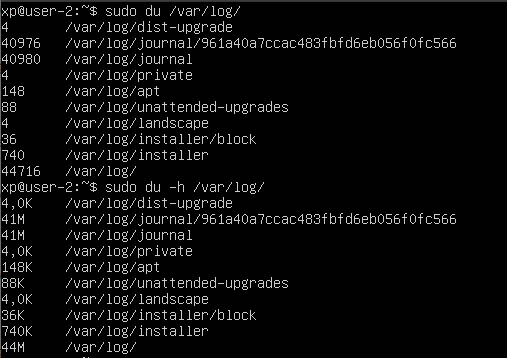 xp@user-2:~$ sudo du /var/log/
4 /var/log/dist-upgrade
40976 /var/log/journal/961a40a7ccac483fbfd6eb056f0fc566
40980 /var/log/journal
4 /var/log/private
148 /var/log/apt
88 /var/log/unattended-upgrades
4 /var/log/landscape
36 /var/log/installer/block
740 /var/log/installer
44716 /var/log/
xp@user-2:~$ sudo du -h /var/log/
4,0K /var/log/dist-upgrade
41M /var/log/journal/961a40a7ccac483fbfd6eb056f0fc566
41M /var/log/journal
4,0K /var/log/private
148K /var/log/apt
88K /var/log/unattended-upgrades
4,0K /var/log/landscape
36K /var/log/installer/block
740K /var/log/installer
44M /var/log/